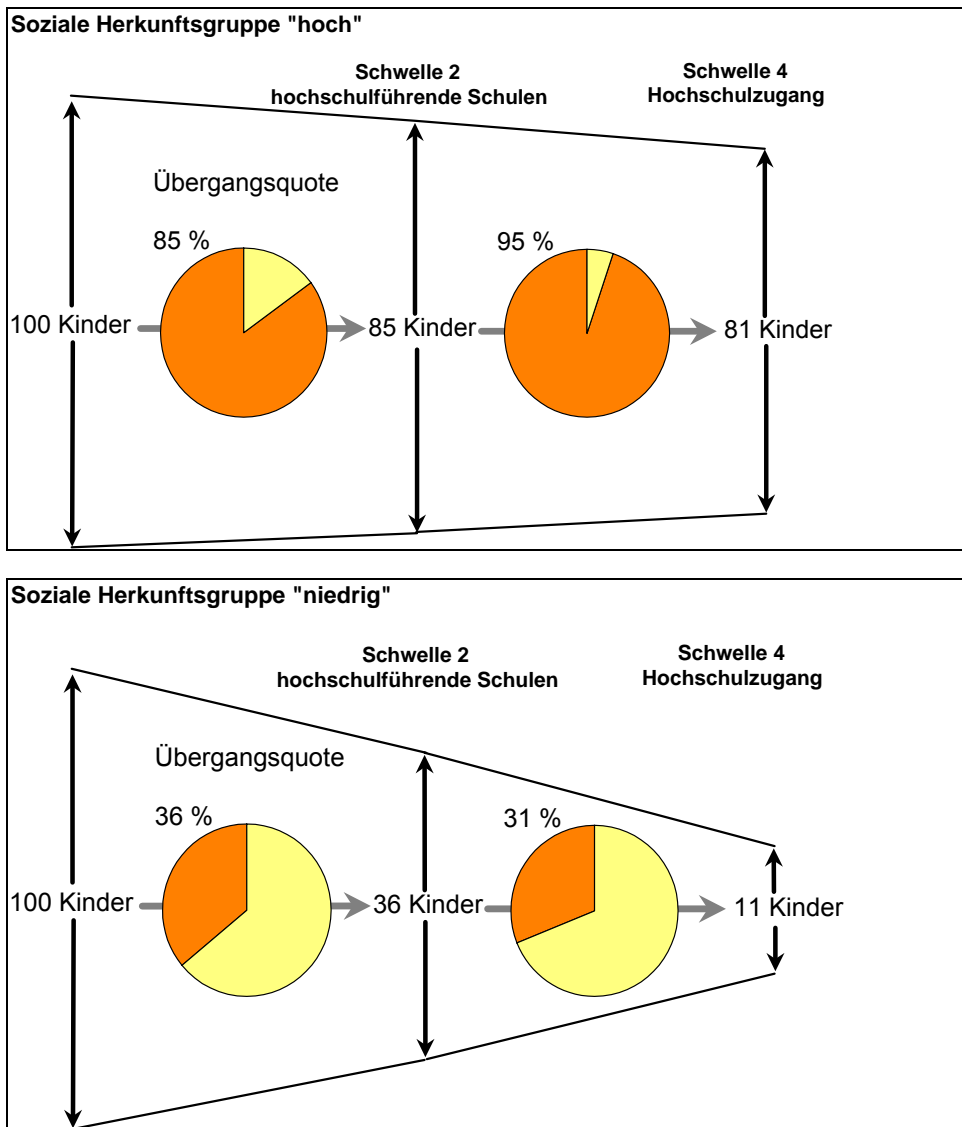 Soziale Herkunftsgruppe "hoch"
Schwelle 2
hochschulführende Schulen
Schwelle 4
Hochschulzugang
Übergangsquote
85 %
95 %
100 Kinder
85 Kinder
81 Kinder
Soziale Herkunftsgruppe "niedrig"
Schwelle 2
hochschulführende Schulen
Schwelle 4
Hochschulzugang
Übergangsquote
36 %
31 %
100 Kinder
36 Kinder
11 Kinder